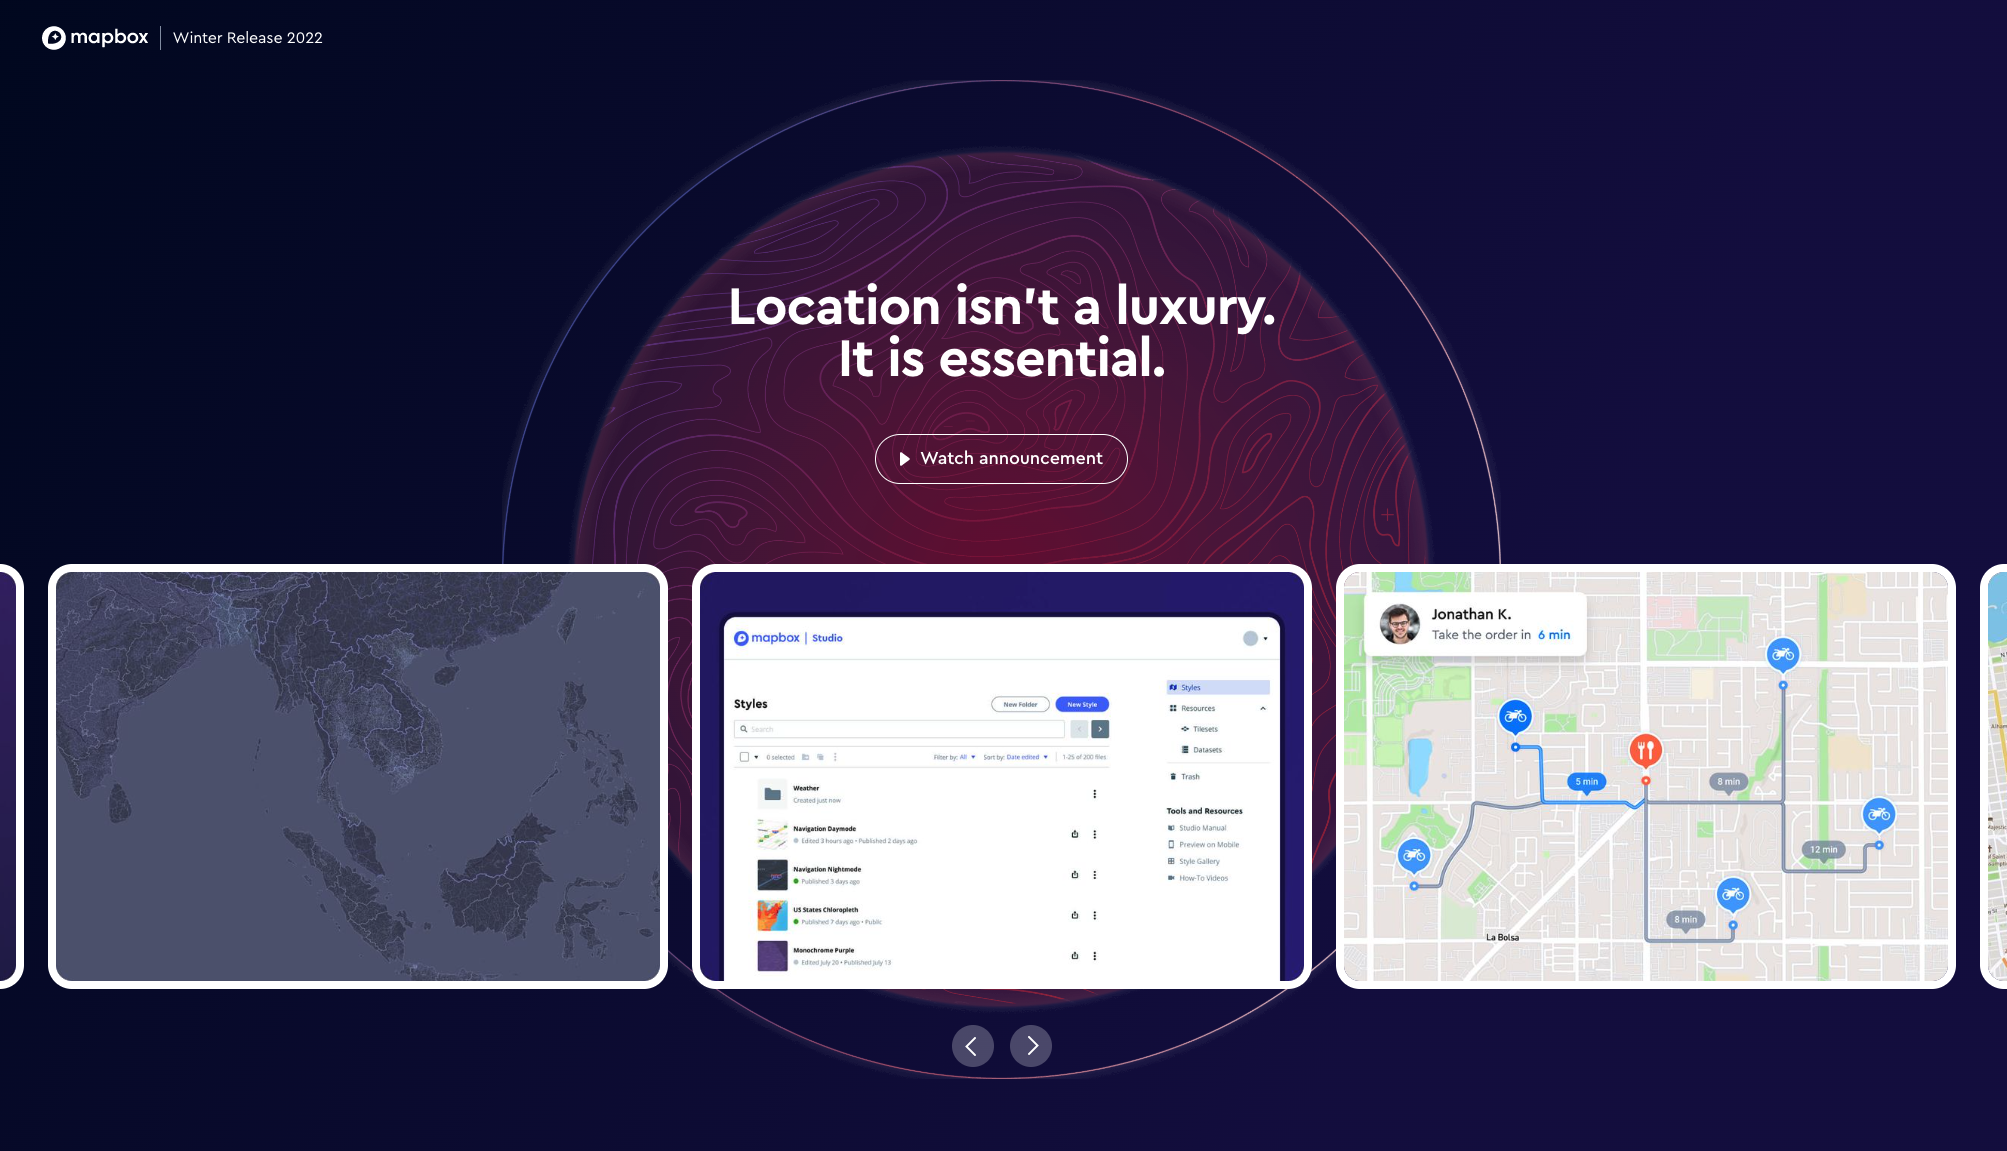 mapbox | Winter Release 2022
Location isn't a luxury.
It is essential.
Watch announcement
mapbox | Studio
Styles
New Folder
New Style
Search
0 selected
Filter by: All
Sort by: Date edited
1-25 of 200 files
Weather
Created just now
Navigation Daymode
Edited 3 hours ago • Published 2 days ago
Navigation Nightmode
Published 3 days ago
US States Chloropleth
Published 7 days ago • Public
Monochrome Purple
Edited July 20 • Published July 13
Styles
Resources
Tilesets
Datasets
Trash
Tools and Resources
Studio Manual
Preview on Mobile
Style Gallery
How-To Videos
Jonathan K.
Take the order in 6 min
5 min
8 min
12 min
8 min
La Bolsa